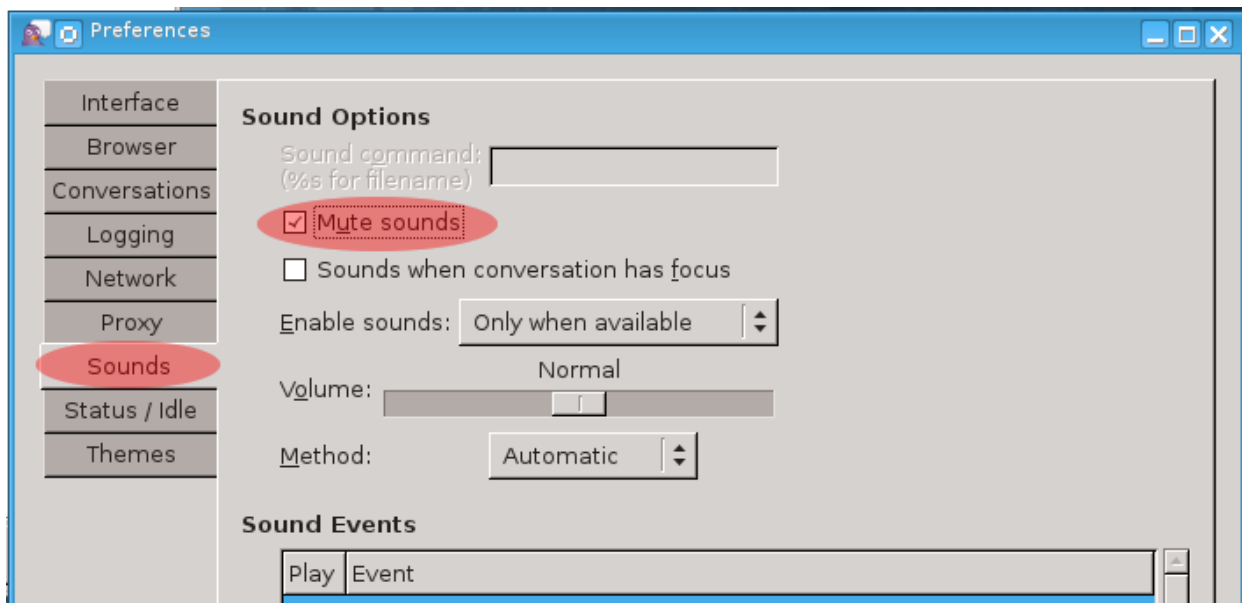 Preferences
Interface
Browser
Conversations
Logging
Network
Proxy
Sounds
Status / Idle
Themes
Sound Options
Sound command:
(%s for filename)
Mute sounds
Sounds when conversation has focus
Enable sounds: Only when available
Normal
Volume:
Method: Automatic
Sound Events
Play Event